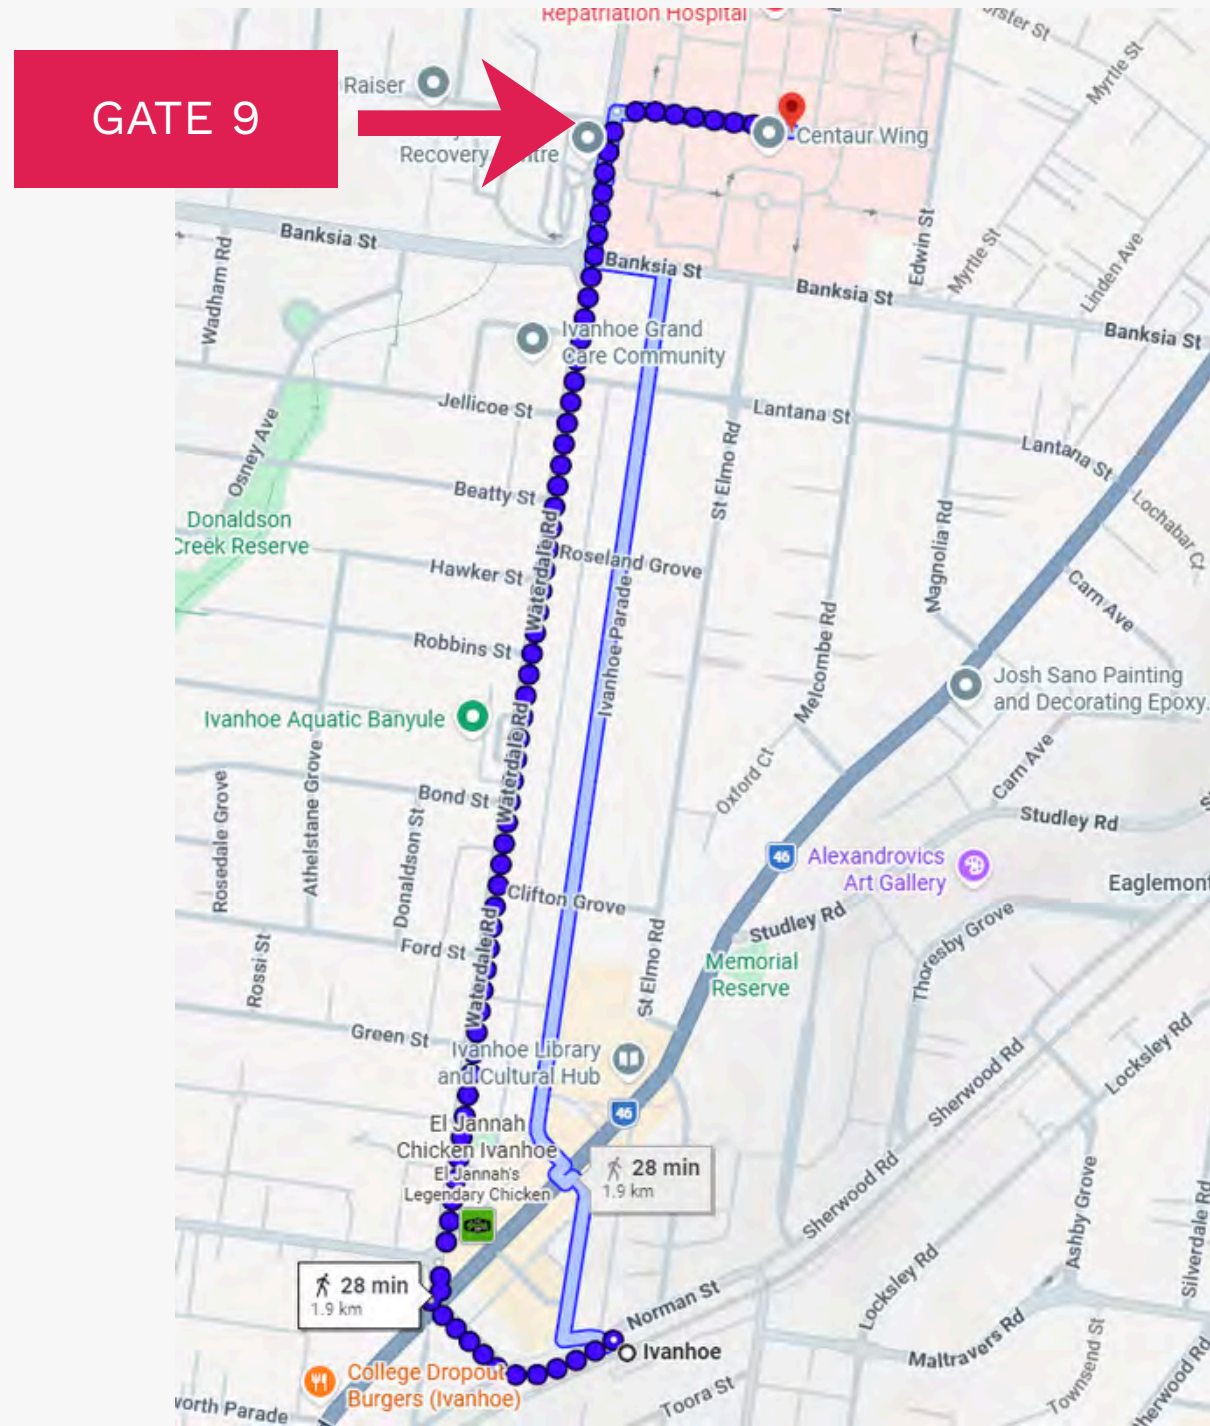 Repatriation Hospital
GATE 9
Raiser
Recovery
Centaur Wing
Myrtle St
Banksia St
Wadham Rd
Banksia St
Edwin St
Myrtle St
Linden Ave
Banksia St
Banksia St
Ivanhoe Grand
Care Community
Jellicoe St
Lantana St
Osney Ave
St Elmo Rd
Lantana St
Beatty St
Donaldson
Creek Reserve
Lochabar Ct
Waterdale Rd
Roseland Grove
Hawker St
Magnolia Rd
Carn Ave
Robbins St
Ivanhoe Parade
Melcombe Rd
Josh Sano Painting
and Decorating Epoxy.
Ivanhoe Aquatic Banyule
Waterdale Rd
Oxford Ct
Carn Ave
Rosedale Grove
Athelstane Grove
Bond St
Donaldson St
Studley Rd
46
Alexandrovics
Art Gallery
Eaglemont
Clifton Grove
Studley Rd
Thoresby Grove
Ford St
Waterdale Rd
Rossi St
St Elmo Rd
Memorial
Reserve
Green St
Ivanhoe Library
and Cultural Hub
Sherwood Rd
Locksley Rd
46
El Jannah
Chicken Ivanhoe
El Jannah's
Legendary Chicken
28 min
1.9 km
Sherwood Rd
Ashby Grove
Silverdale Rd
Locksley Rd
28 min
1.9 km
Norman St
Ivanhoe
Maltravers Rd
Townsend St
College Dropout
Burgers (Ivanhoe)
Toora St
worth Parade
herwood Rd